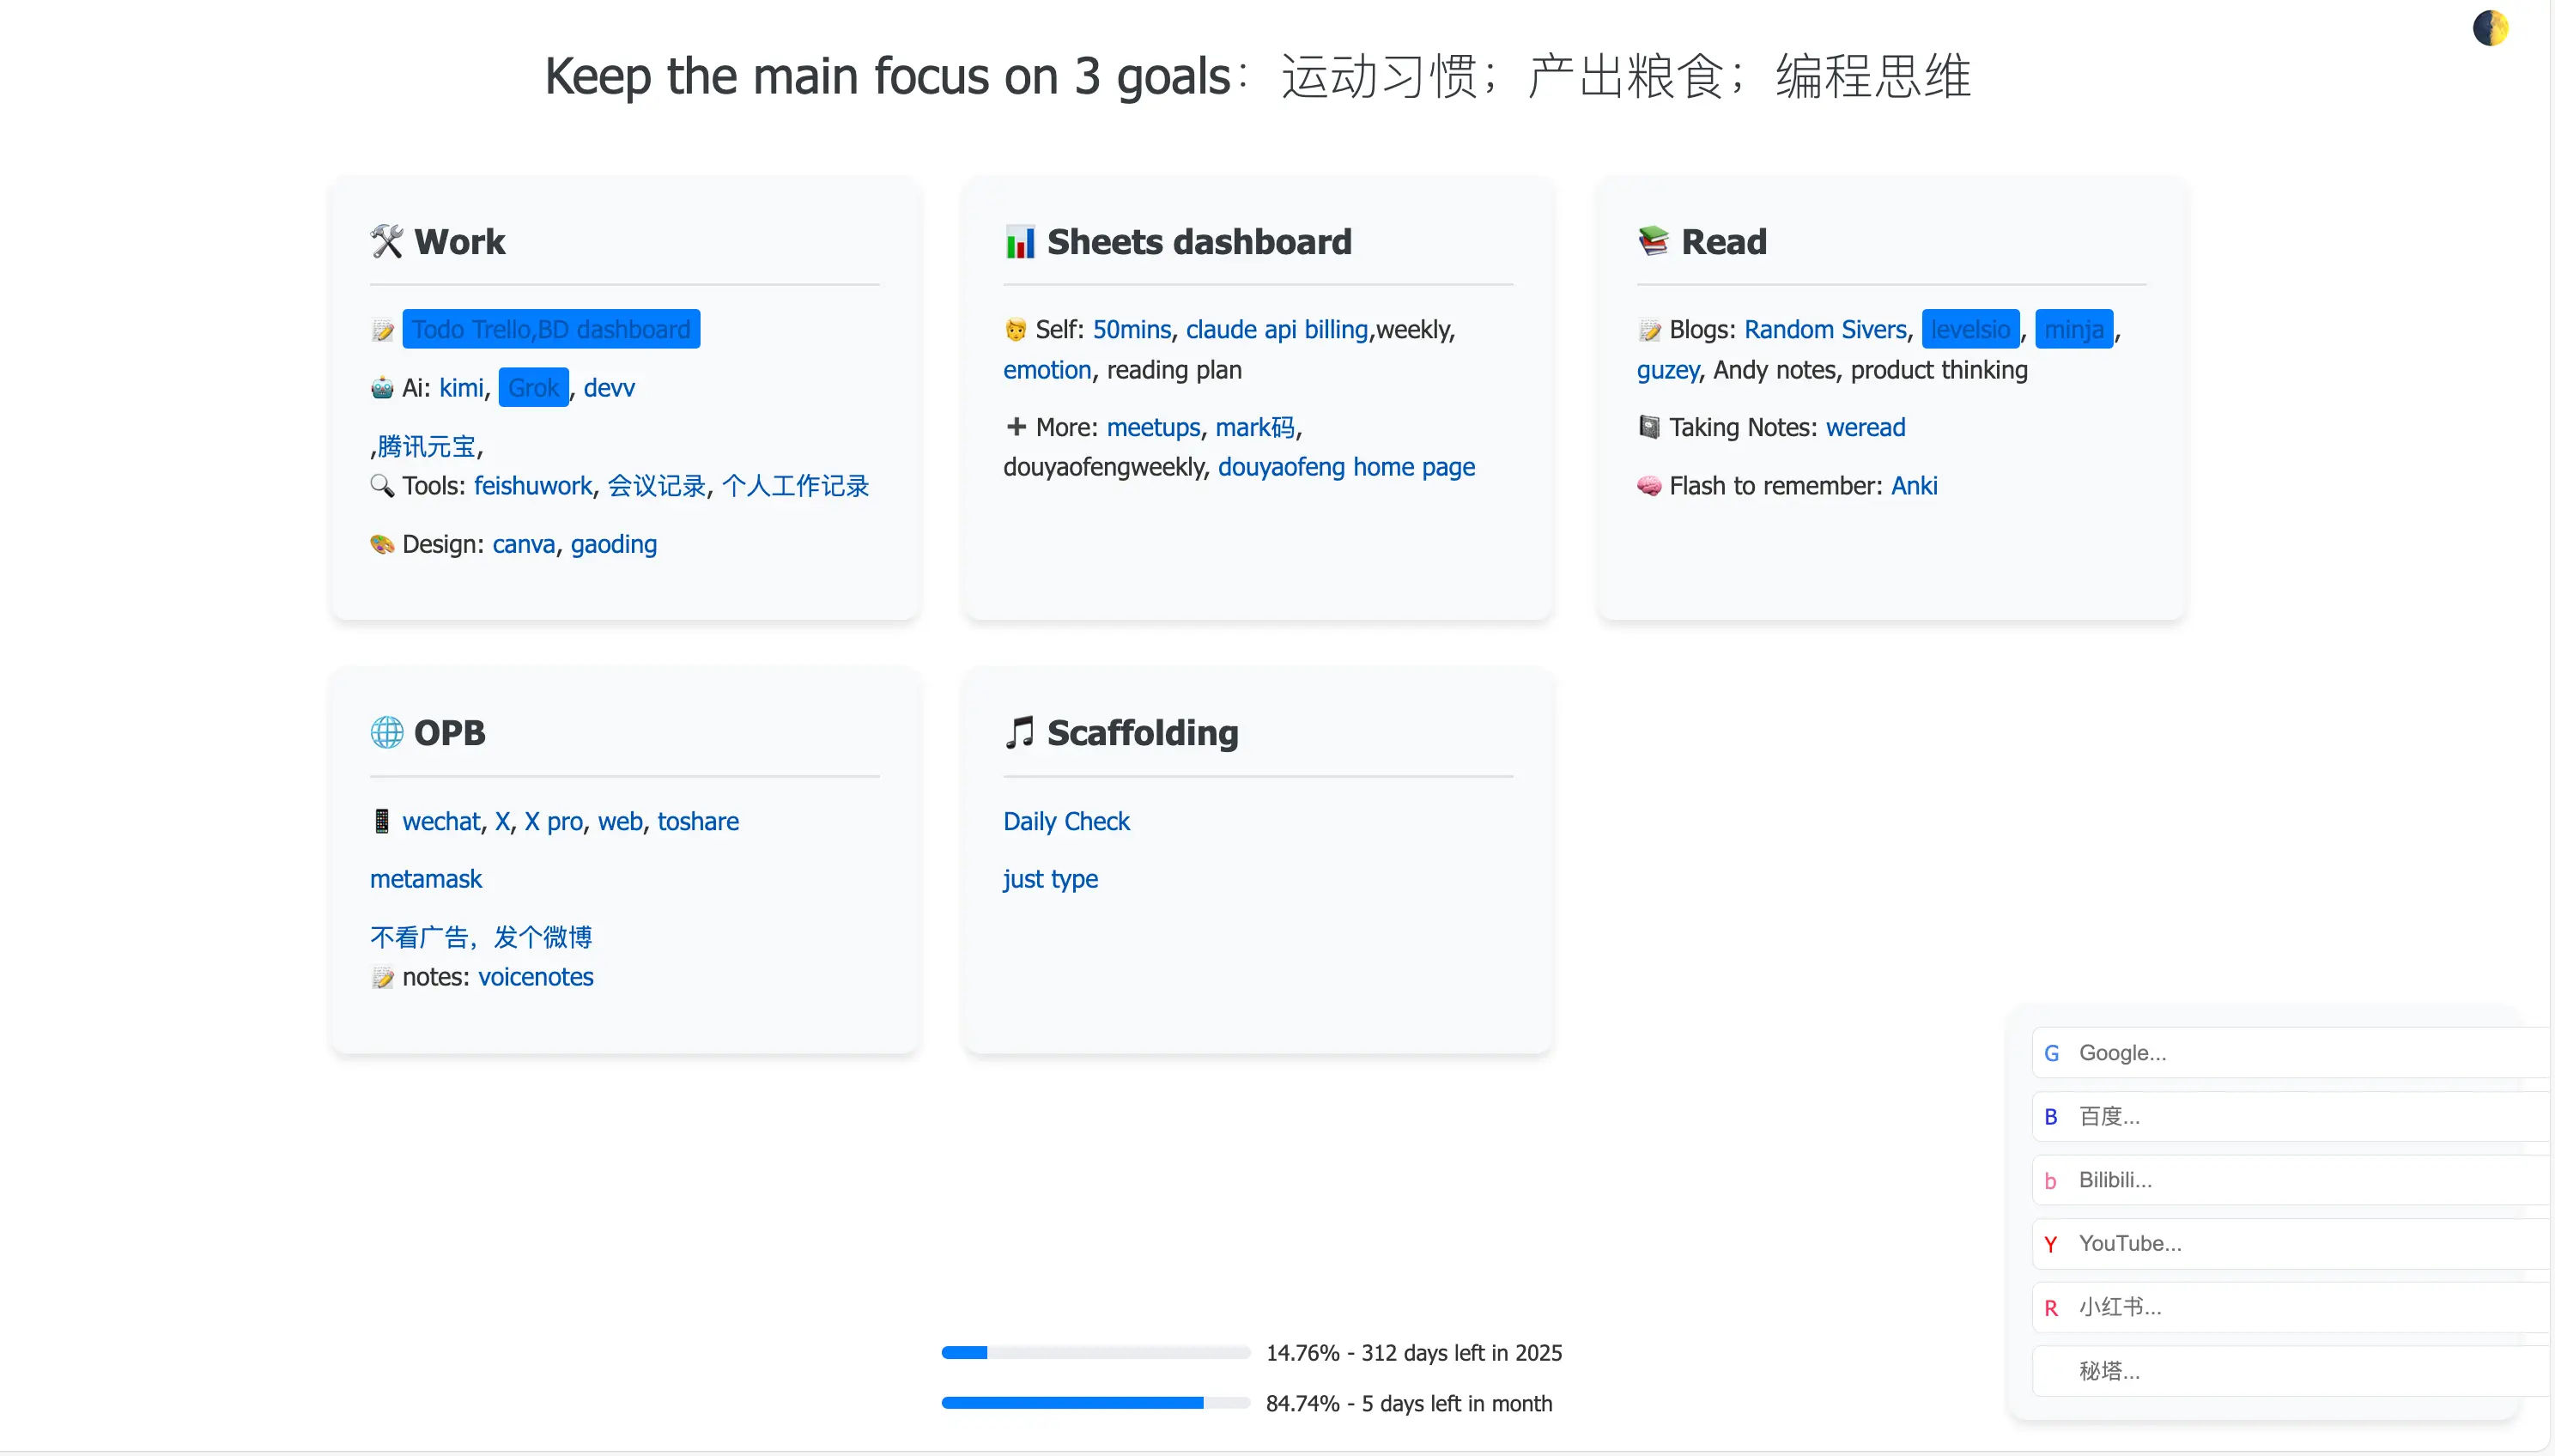 Keep the main focus on 3 goals：运动习惯；产出粮食；编程思维
🛠 Work
📝 Todo Trello,BD dashboard
🤖 Ai: kimi, Grok, devv
,腾讯元宝,
🔍 Tools: feishuwork, 会议记录, 个人工作记录
🎨 Design: canva, gaoding
📊 Sheets dashboard
Self: 50mins, claude api billing,weekly,
emotion, reading plan
➕ More: meetups, mark码,
douyaofengweekly, douyaofeng home page
📚 Read
📝 Blogs: Random Sivers, levelsio, minja,
guzey, Andy notes, product thinking
📓 Taking Notes: weread
🧠 Flash to remember: Anki
🌐 OPB
📱 wechat, X, X pro, web, toshare
metamask
不看广告，发个微博
📝 notes: voicenotes
🎵 Scaffolding
Daily Check
just type
G Google...
B 百度...
b Bilibili...
Y YouTube...
R 小红书...
秘塔...
14.76% - 312 days left in 2025
84.74% - 5 days left in month